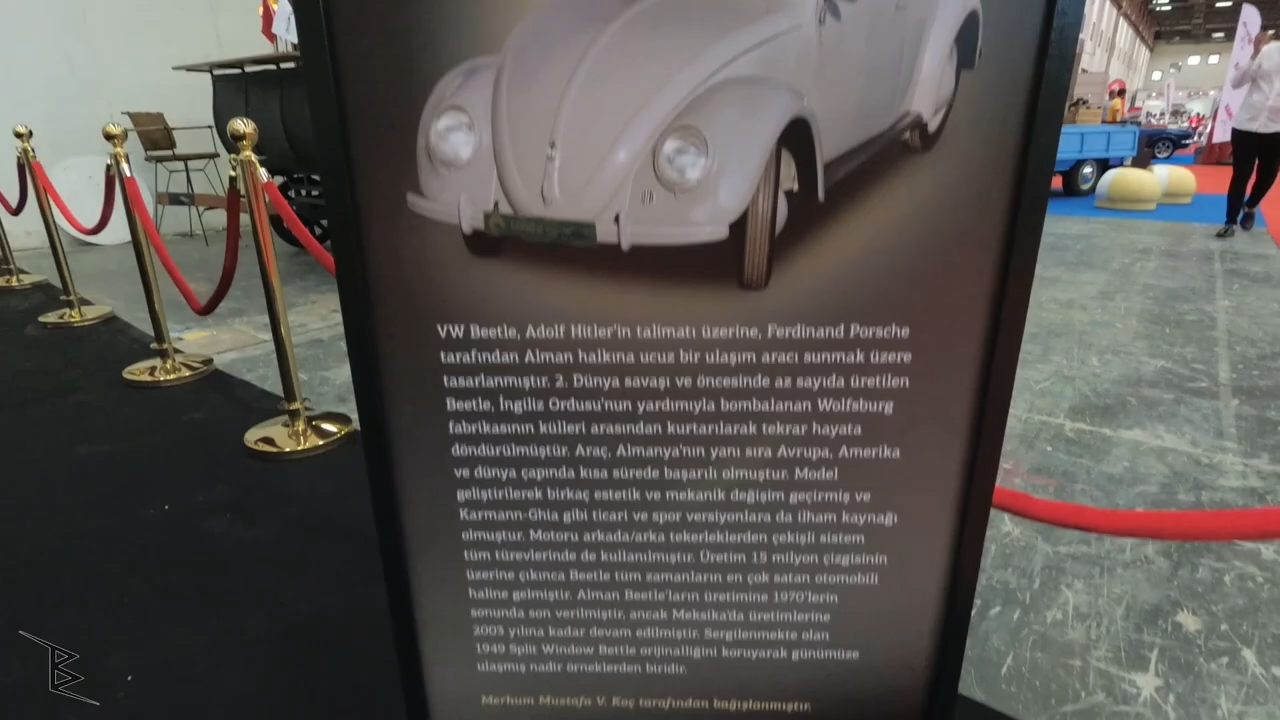 VW Beetle, Adolf Hitler'in talimatı üzerine, Ferdinand Porsche
tarafından Alman halkına ucuz bir ulaşım aracı sunmak üzere
tasarlanmıştır. 2. Dünya savaşı ve öncesinde az sayıda üretilen
Beetle, İngiliz Ordusu'nun yardımıyla bombalanan Wolfsburg
fabrikasının külleri arasından kurtarılarak tekrar hayata
döndürülmüştür. Araç, Almanya'nın yanı sıra Avrupa, Amerika
ve dünya çapında kısa sürede başarılı olmuştur. Model
geliştirilerek birkaç estetik ve mekanik değişim geçirmiş ve
Karmann-Ghia gibi ticari ve spor versiyonlara da ilham kaynağı
olmuştur. Motoru arkada/arka tekerleklerden çekişli sistem
tüm türevlerinde de kullanılmıştır. Üretim 15 milyon çizgisinin
üzerine çıkınca Beetle tüm zamanların en çok satan otomobili
haline gelmiştir. Alman Beetle'ların üretimine 1970'lerin
sonunda son verilmiştir, ancak Meksika'da üretimlerine
2003 yılına kadar devam edilmiştir. Sergilenmekte olan
1949 Split Window Bettle orijinalliğini koruyarak günümüze
ulaşmış nadir örneklerden biridir.
Merhum Mustafa V. Koç tarafından bağışlanmıştır.